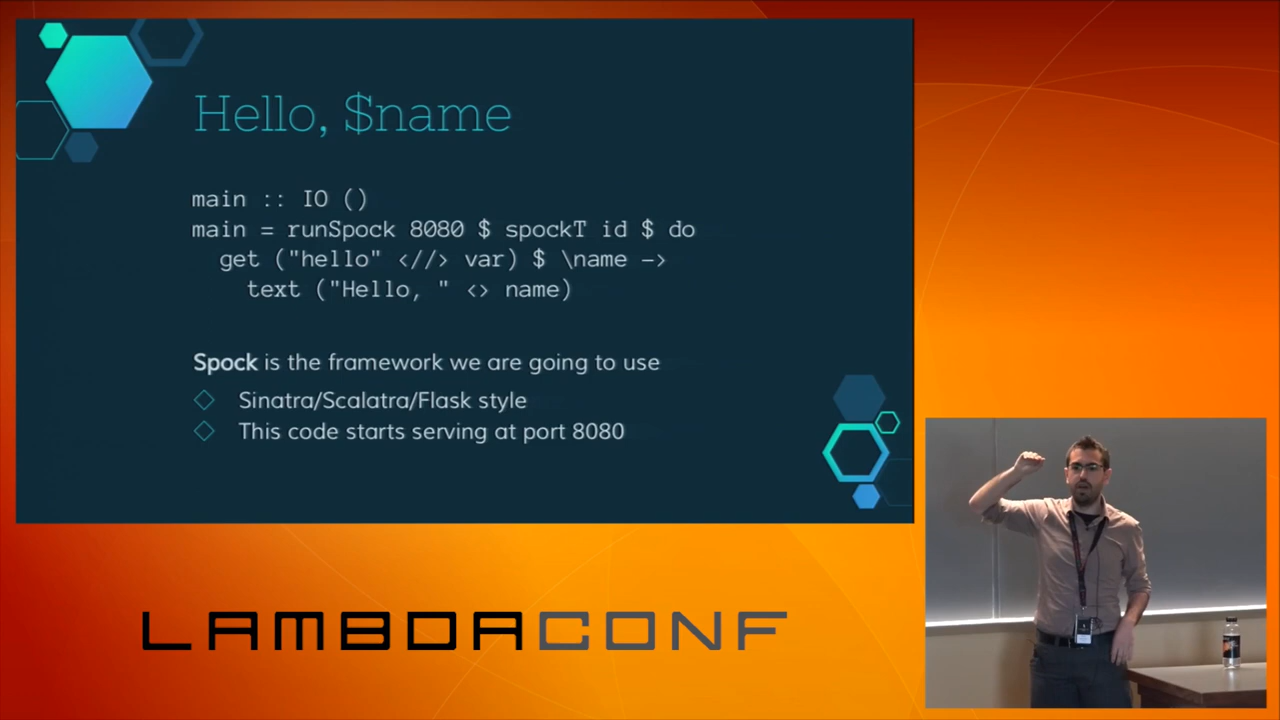 Hello, $name
main :: IO ()
main = runSpock 8080 $ spockT id $ do
get ("hello" <//> var) $ \name ->
text ("Hello, " <> name)
Spock is the framework we are going to use
Sinatra/Scalatra/Flask style
This code starts serving at port 8080
LAMBDACONF